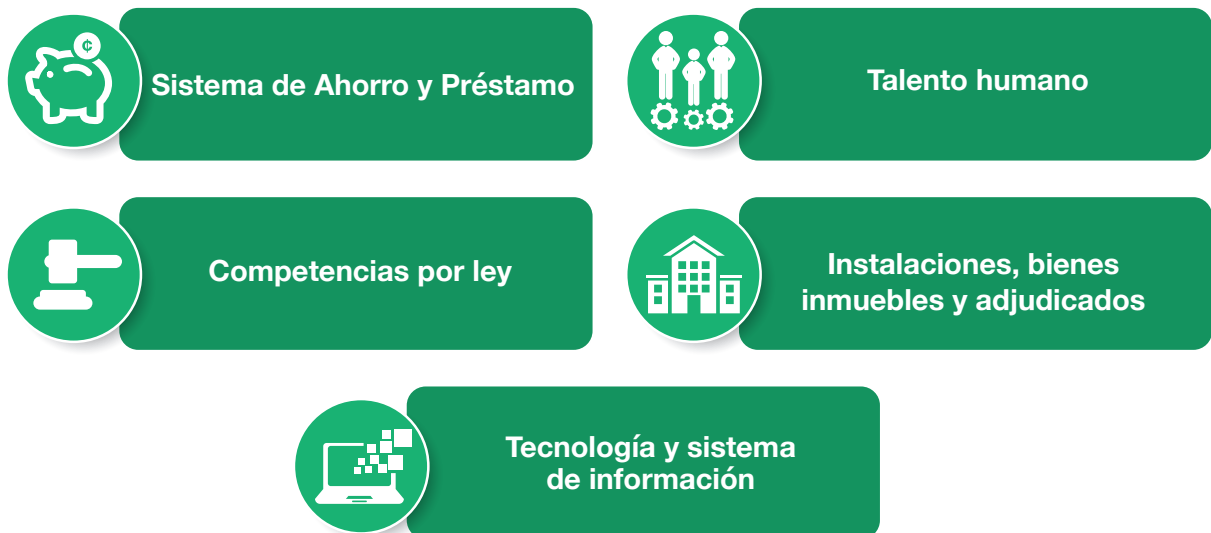 ¢
Sistema de Ahorro y Préstamo
Talento humano
Competencias por ley
Instalaciones, bienes
inmuebles y adjudicados
Tecnología y sistema
de información